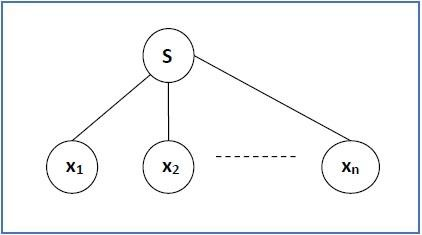 S
x₁ x₂ xₙ